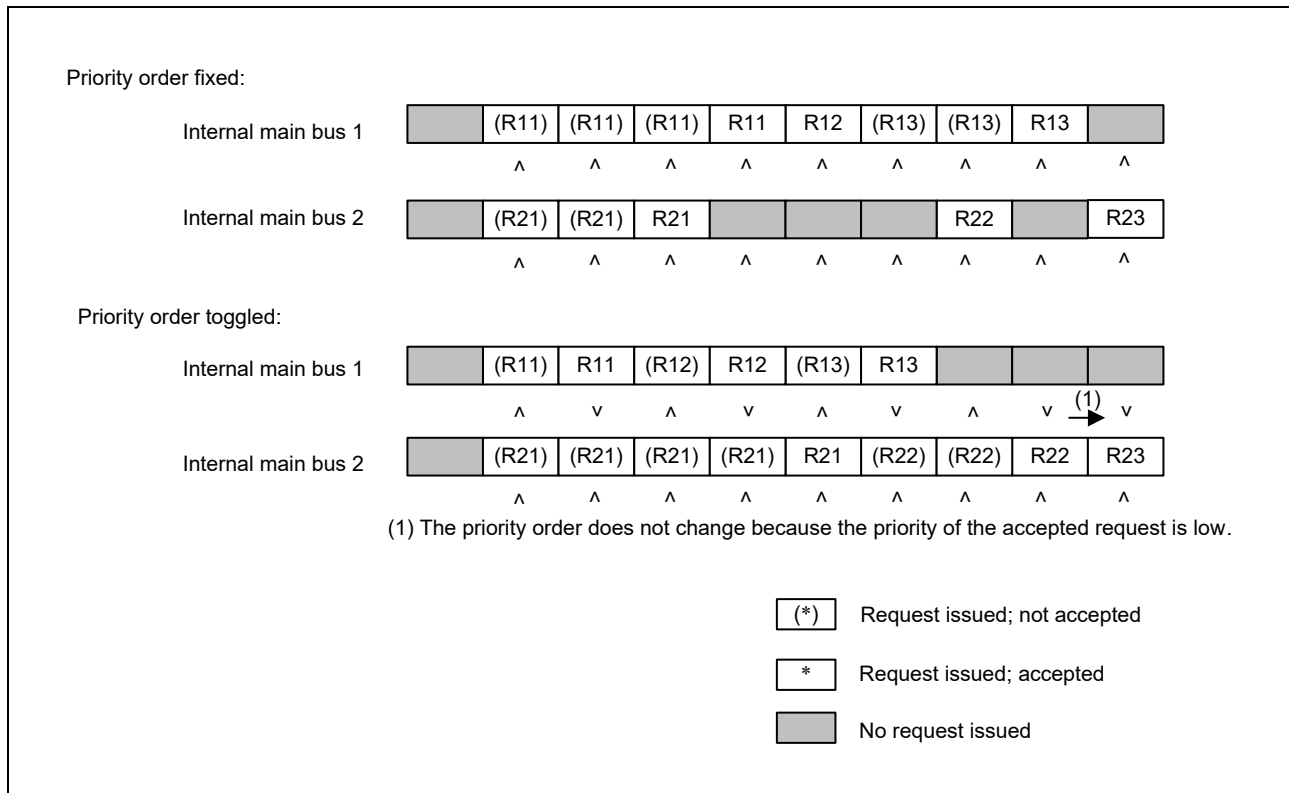 Priority order fixed:
Internal main bus 1 (R11) (R11) (R11) R11 R12 (R13) (R13) R13
^ ^ ^ ^ ^ ^ ^ ^ ^
Internal main bus 2 (R21) (R21) R21 R22 R23
^ ^ ^ ^ ^ ^ ^ ^ ^
Priority order toggled:
Internal main bus 1 (R11) R11 (R12) R12 (R13) R13
^ v ^ v ^ v ^ v (1) v
Internal main bus 2 (R21) (R21) (R21) (R21) R21 (R22) (R22) R22 R23
^ ^ ^ ^ ^ ^ ^ ^ ^
(1) The priority order does not change because the priority of the accepted request is low.
(*) Request issued; not accepted
* Request issued; accepted
No request issued